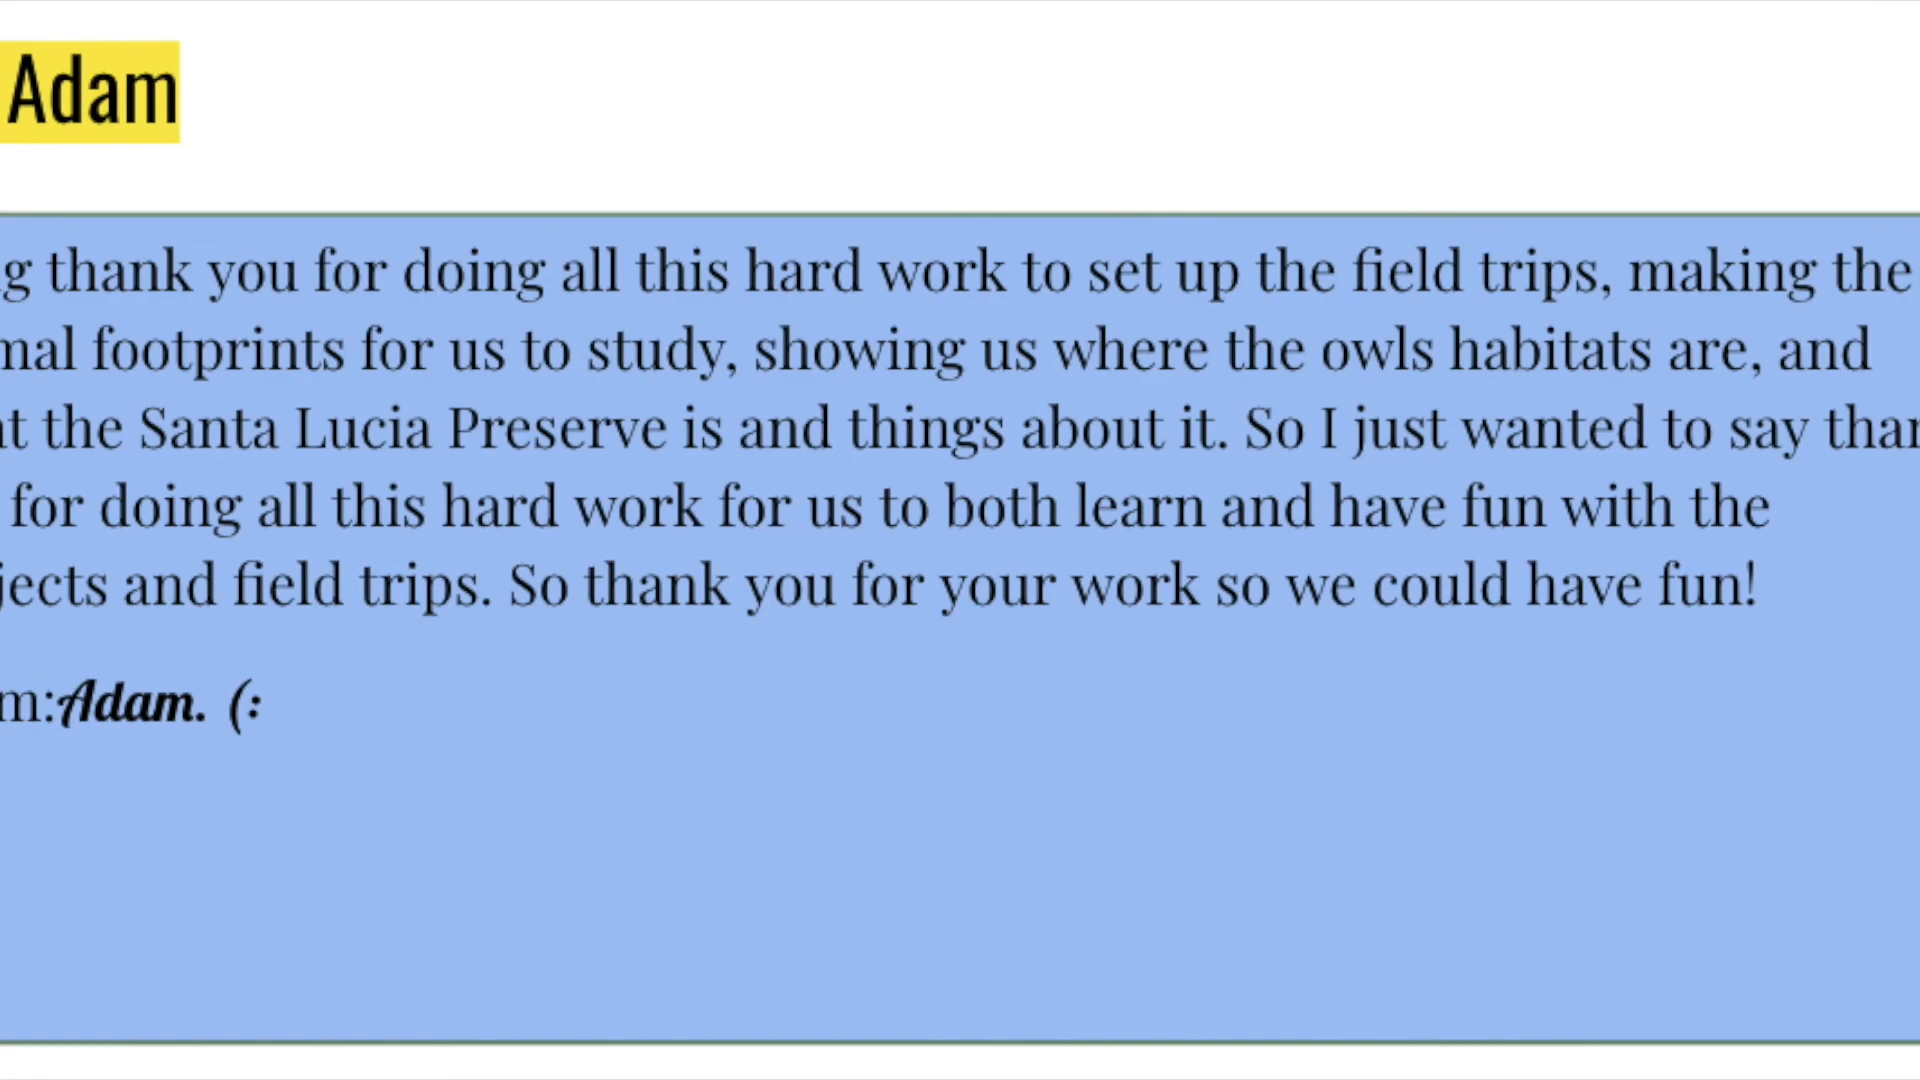 Adam
thank you for doing all this hard work to set up the field trips, making the
footprints for us to study, showing us where the owls habitats are, and
the Santa Lucia Preserve is and things about it. So I just wanted to say
for doing all this hard work for us to both learn and have fun with the
and field trips. So thank you for your work so we could have fun!
Adam. (: